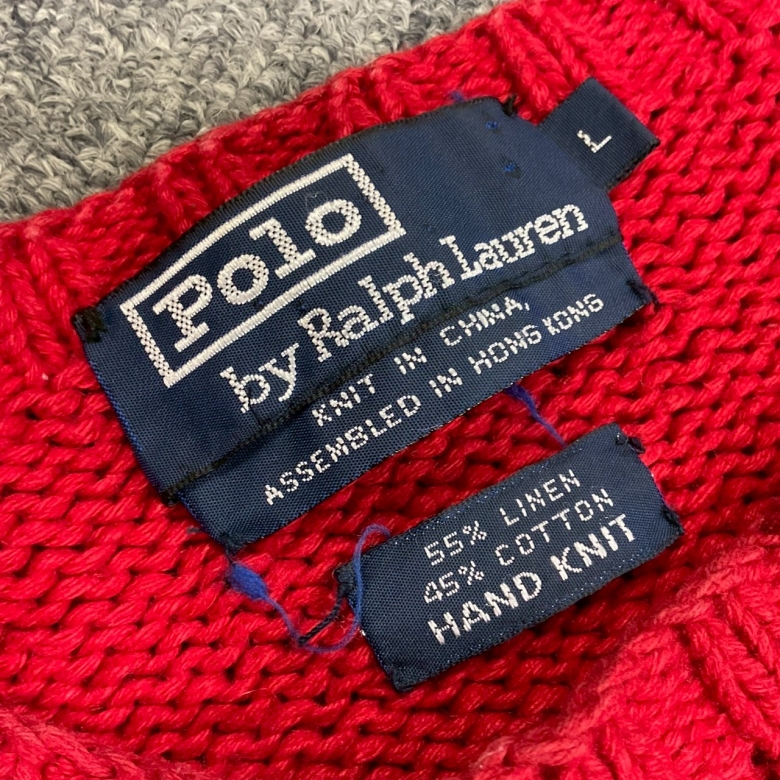 L
Polo
by Ralph Lauren
KNIT IN CHINA,
ASSEMBLED IN HONG KONG
55% LINEN
45% COTTON
HAND KNIT